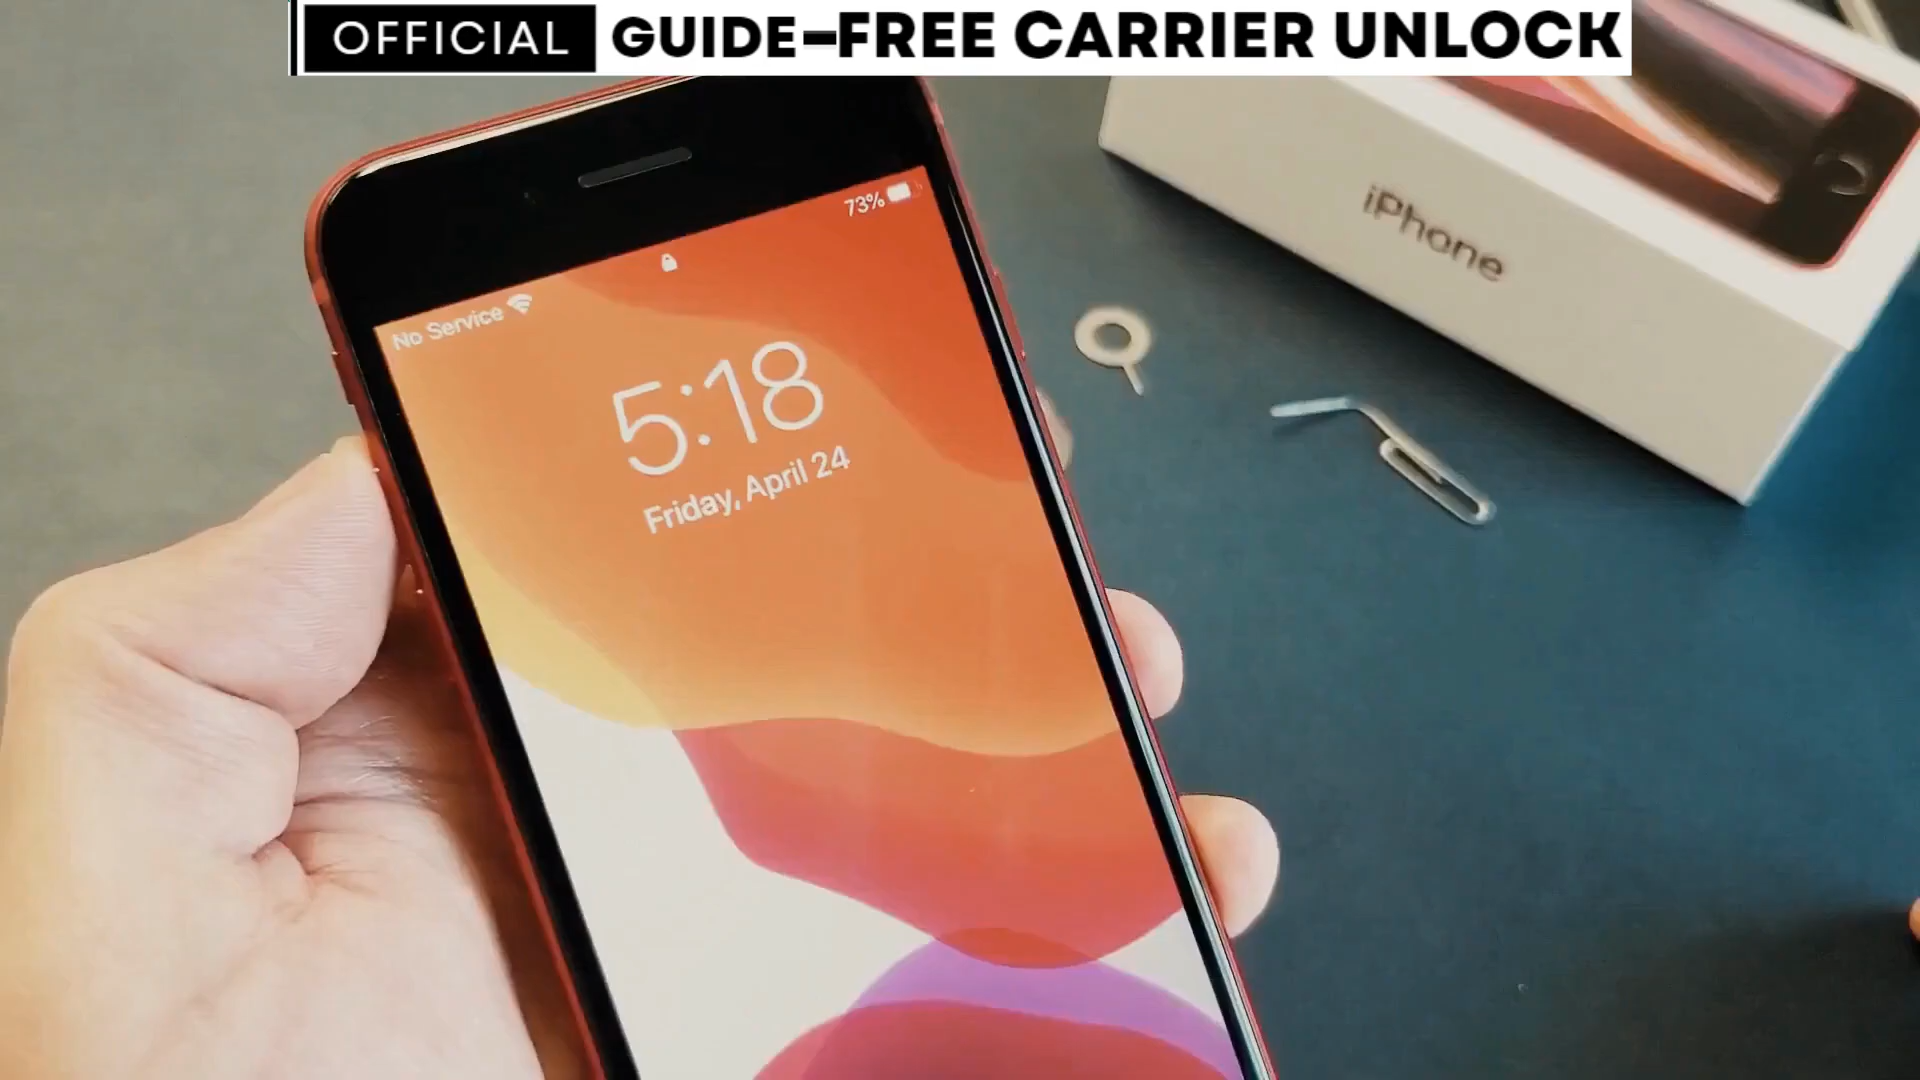 OFFICIAL GUIDE–FREE CARRIER UNLOCK
73%
No Service
5:18
Friday, April 24
iPhone